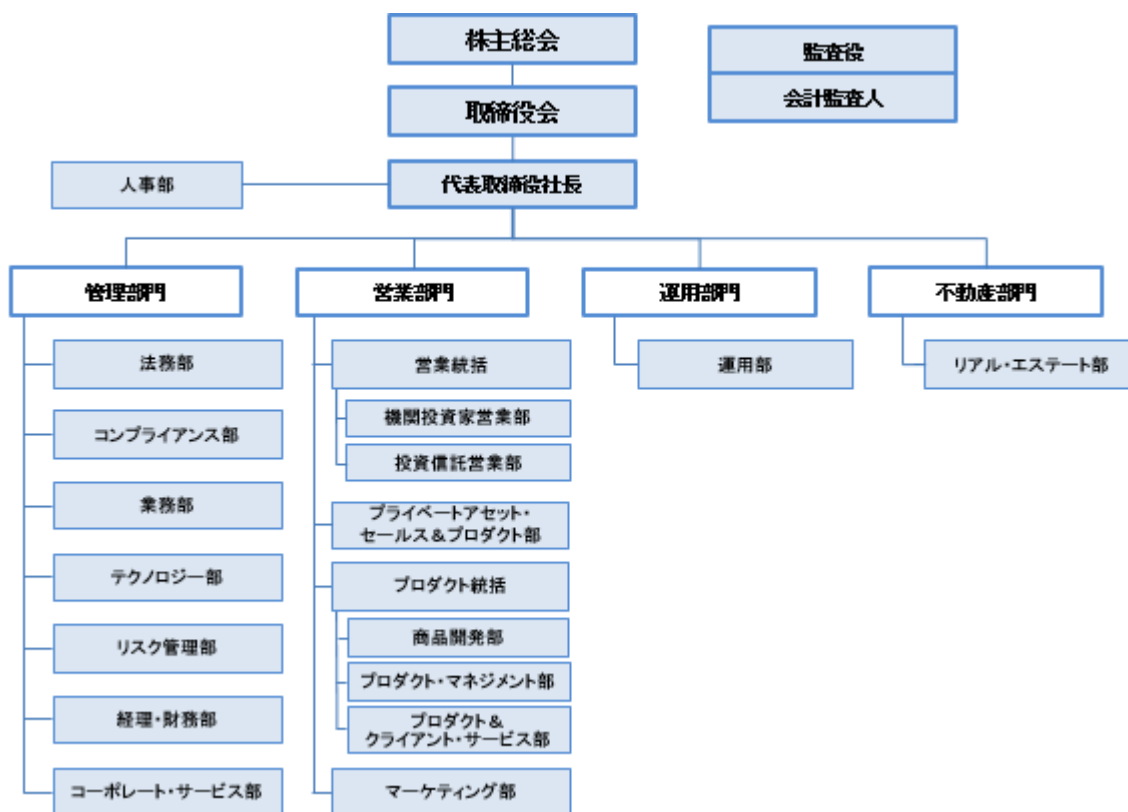 株主総会
監査役
会計監査人
取締役会
人事部
代表取締役社長
管理部門
営業部門
運用部門
不動産部門
法務部
コンプライアンス部
業務部
テクノロジー部
リスク管理部
経理・財務部
コーポレート・サービス部
営業統括
機関投資家営業部
投資信託営業部
プライベートアセット・
セールス＆プロダクト部
プロダクト統括
商品開発部
プロダクト・マネジメント部
プロダクト＆
クライアント・サービス部
マーケティング部
運用部
リアル・エステート部